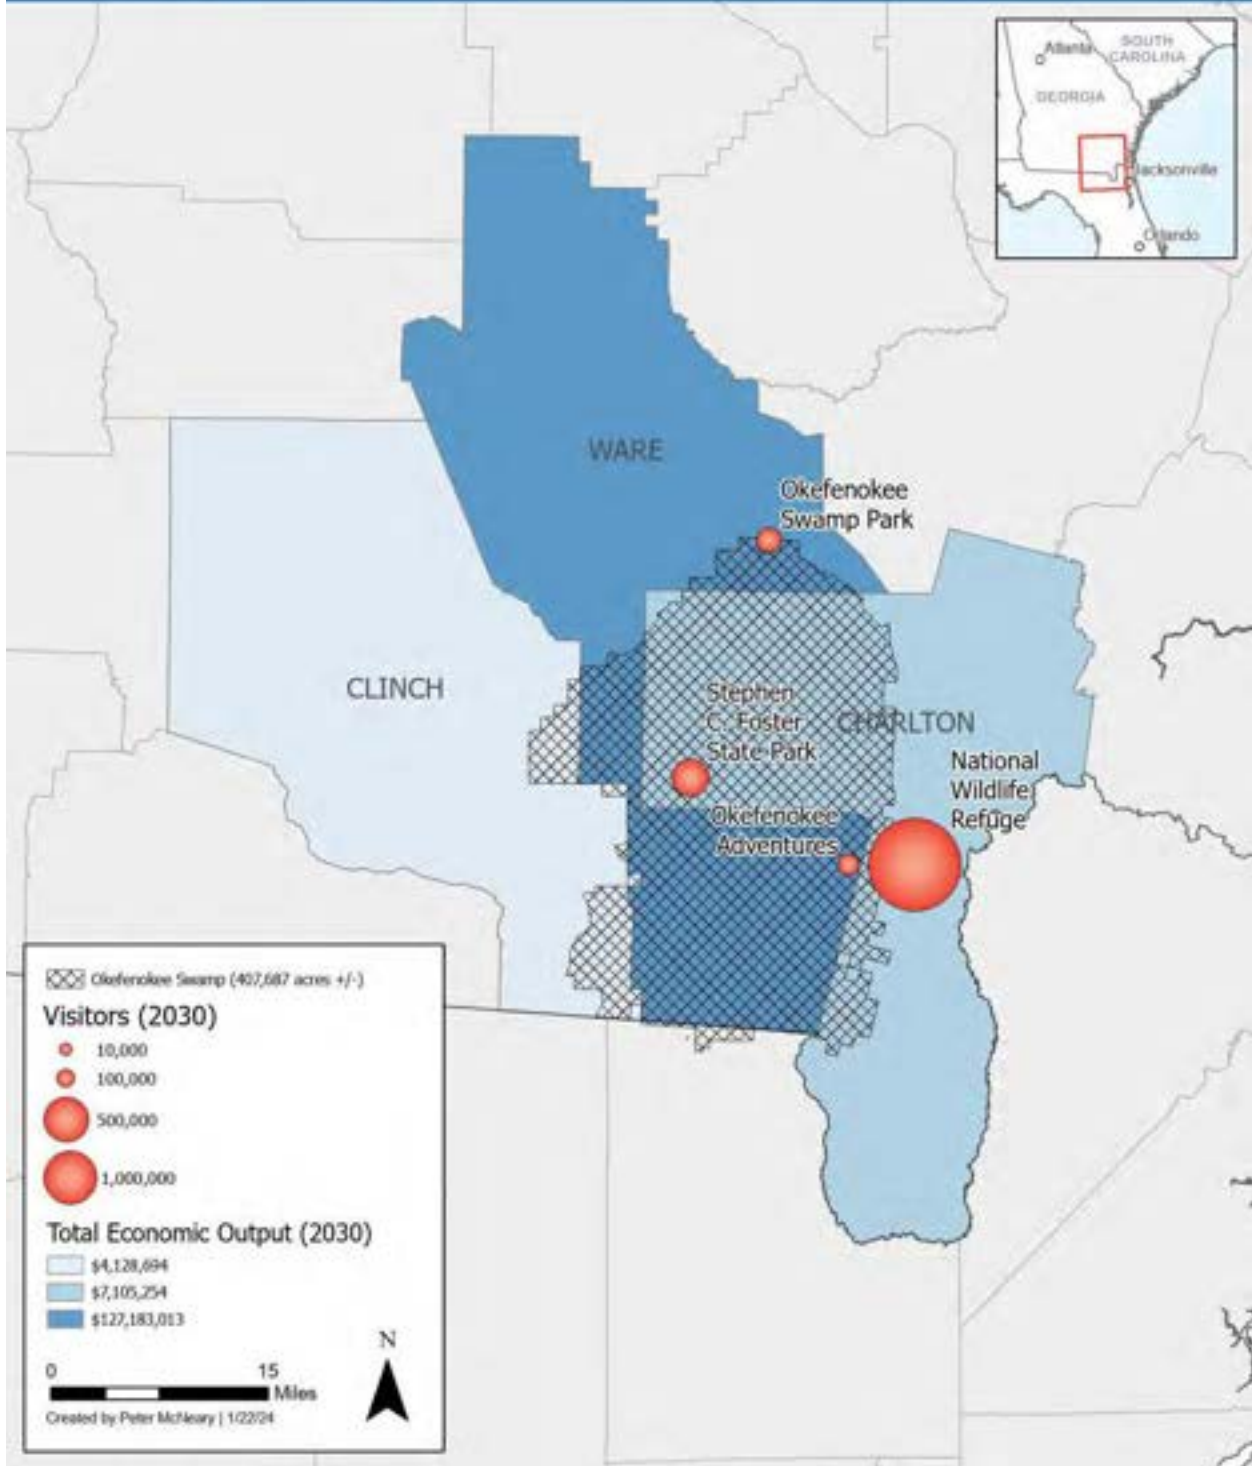 Atlanta
SOUTH
CAROLINA
GEORGIA
Jacksonville
Orlando
WARE
Okefenokee
Swamp Park
CLINCH
Stephen
C. Foster
State Park
CHARLTON
National
Wildlife
Refuge
Okefenokee
Adventures
Okefenokee Swamp (407,687 acres +/-)
Visitors (2030)
10,000
100,000
500,000
1,000,000
Total Economic Output (2030)
$4,128,694
$7,105,254
$127,183,013
N
0 15
Miles
Created by Peter McNeary | 1/22/24